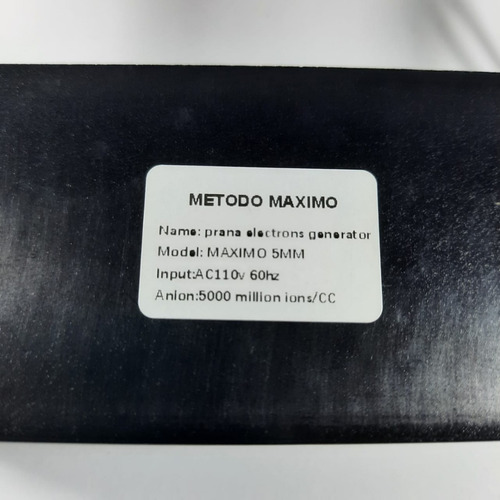 METODO MAXIMO
Name: prana electrons generator
Model: MAXIMO 5MM
Input:AC110v 60hz
Anlon:5000 million ions/CC